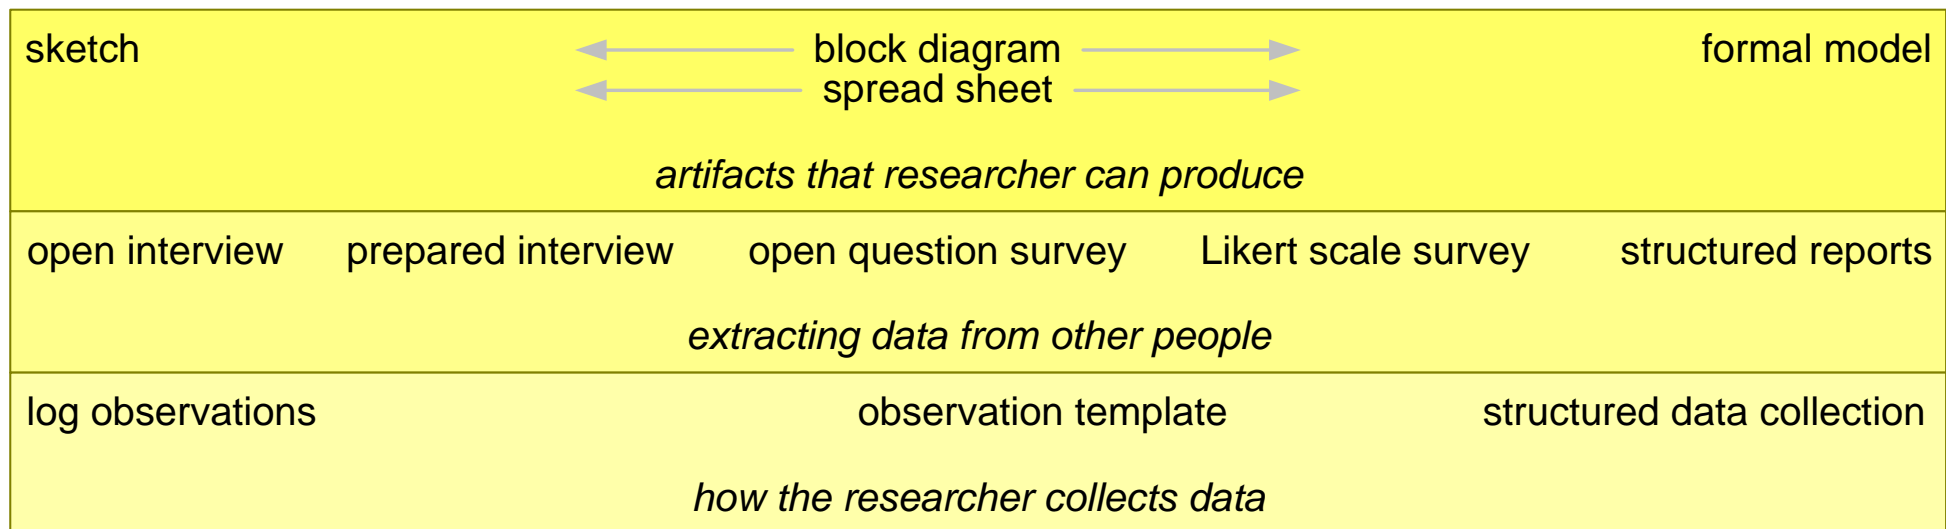 sketch block diagram formal model
spread sheet
artifacts that researcher can produce
open interview prepared interview open question survey Likert scale survey structured reports
extracting data from other people
log observations observation template structured data collection
how the researcher collects data